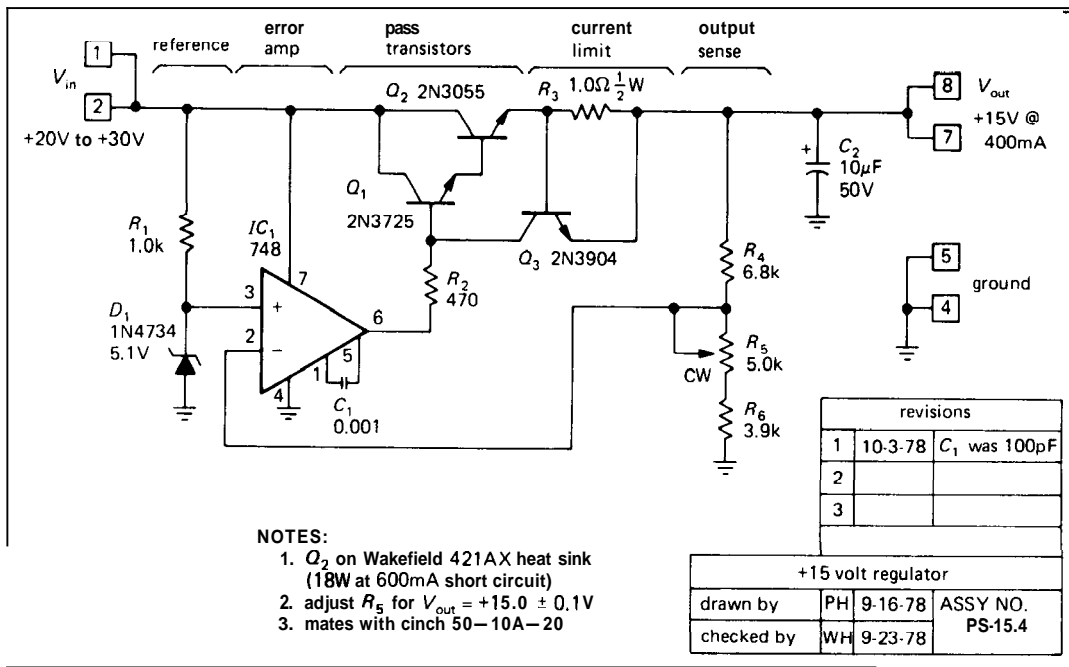 reference
error
amp
pass
transistors
current
limit
output
sense
1
V_in
2
+20V to +30V
Q_2 2N3055
R_3
1.0Ω ½W
8
V_out
+15V @
400mA
7
+
C_2
10μF
50V
Q_1
2N3725
R_1
1.0k
IC_1
748
7
Q_3 2N3904
R_2
470
R_4
6.8k
5
ground
4
3
+
6
D_1
1N4734
5.1V
2
−
5
1
4
C_1
0.001
CW
R_5
5.0k
R_6
3.9k
revisions
1 10-3-78 C_1 was 100pF
2
3
NOTES:
1. Q_2 on Wakefield 421AX heat sink
(18W at 600mA short circuit)
2. adjust R_5 for V_out = +15.0 ± 0.1V
3. mates with cinch 50–10A–20
+15 volt regulator
drawn by PH 9-16-78 ASSY NO.
PS-15.4
checked by WH 9-23-78